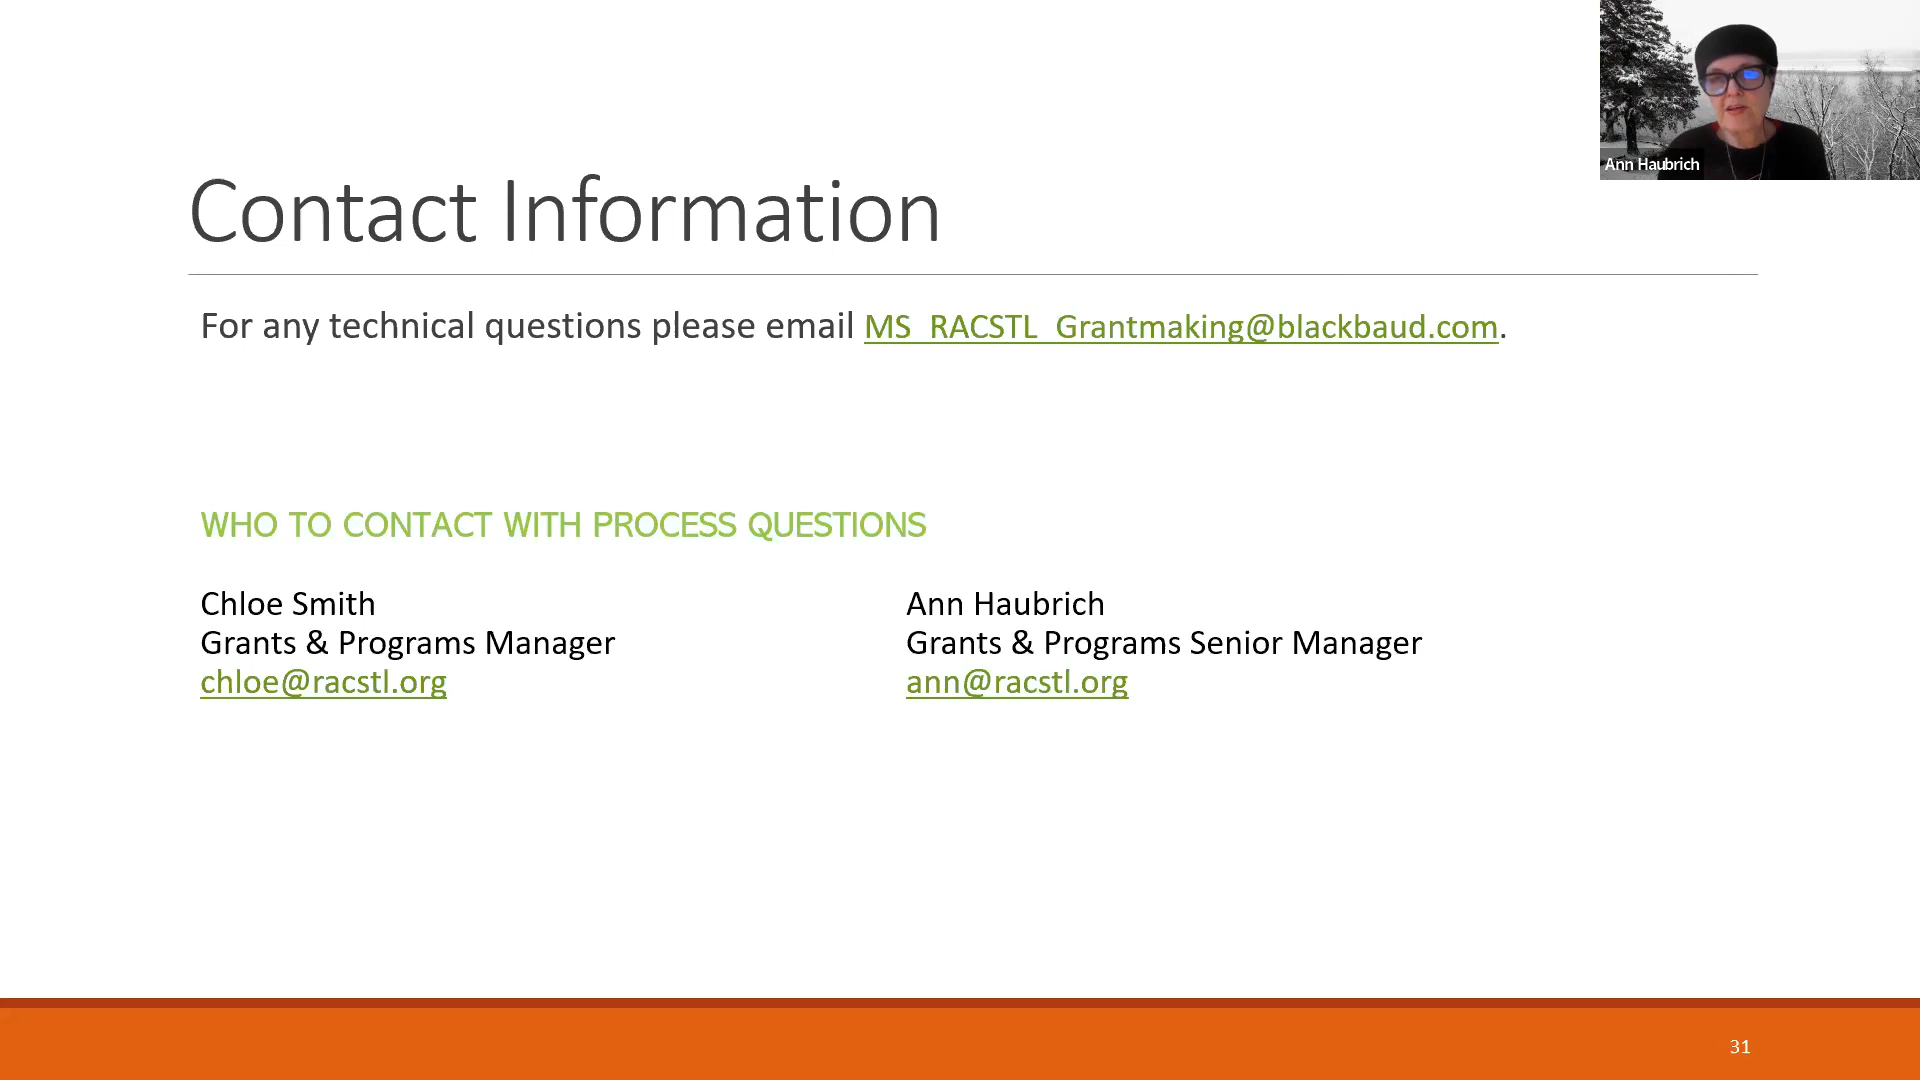 Ann Haubrich
Contact Information
For any technical questions please email MS_RACSTL_Grantmaking@blackbaud.com.
WHO TO CONTACT WITH PROCESS QUESTIONS
Chloe Smith
Grants & Programs Manager
chloe@racstl.org
Ann Haubrich
Grants & Programs Senior Manager
ann@racstl.org
31